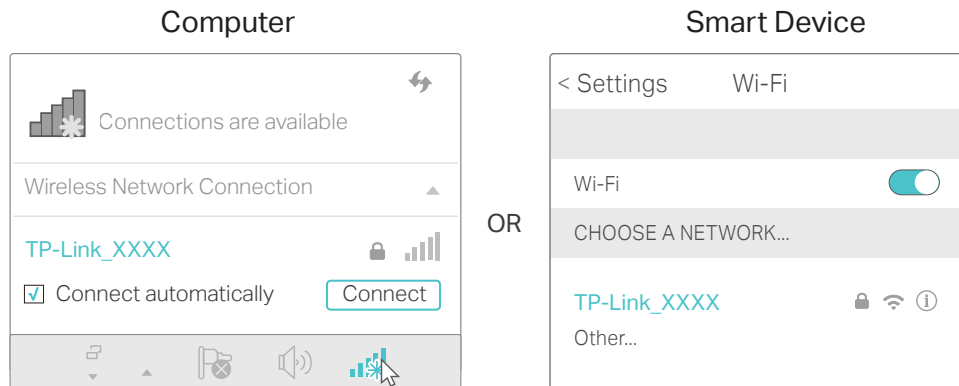 Computer
Connections are available
Wireless Network Connection
TP-Link_XXXX
Connect automatically
Connect
OR
Smart Device
< Settings
Wi-Fi
Wi-Fi
CHOOSE A NETWORK...
TP-Link_XXXX
Other...